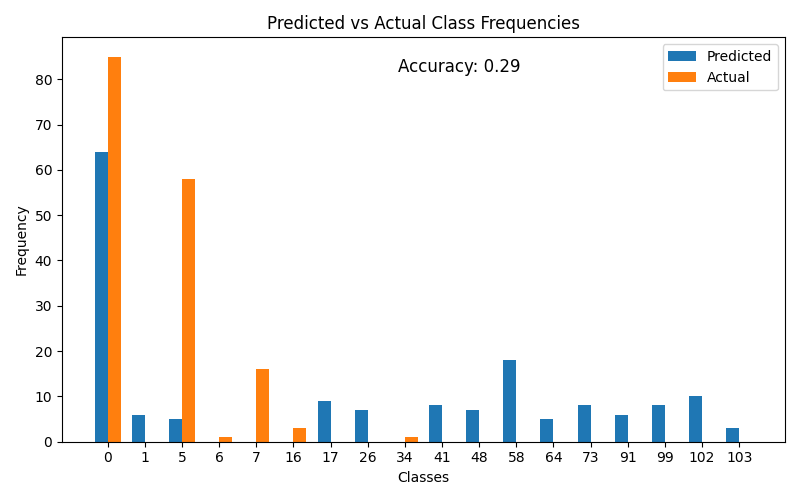 Predicted vs Actual Class Frequencies
Accuracy: 0.29
Predicted
Actual
Frequency
80
70
60
50
40
30
20
10
0
0 1 5 6 7 16 17 26 34 41 48 58 64 73 91 99 102 103
Classes